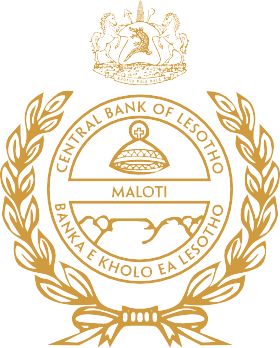 CENTRAL BANK OF LESOTHO
MALOTI
BANKA E KHOLO EA LESOTHO